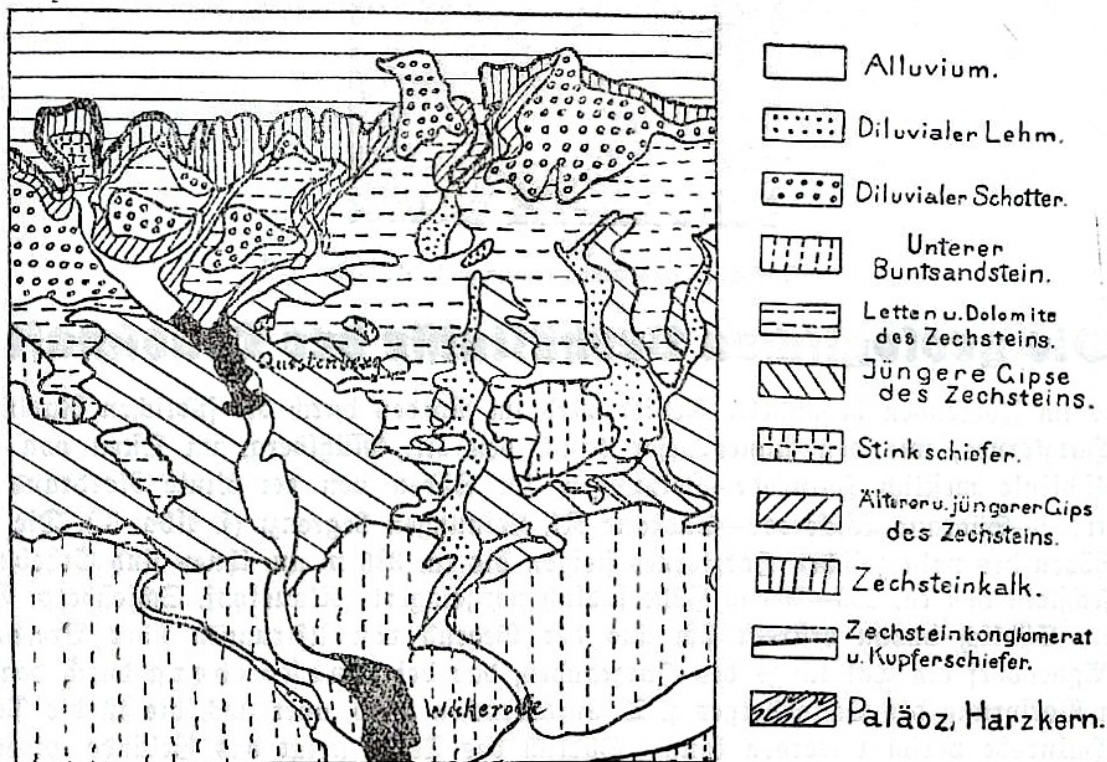 Questenberg
Wickerode
Alluvium.
Diluvialer Lehm.
Diluvialer Schotter.
Unterer
Buntsandstein.
Letten u. Dolomite
des Zechsteins.
Jüngere Gipse
des Zechsteins.
Stinkschiefer.
Älterer u. jüngerer Gips
des Zechsteins.
Zechsteinkalk.
Zechsteinkonglomerat
u. Kupferschiefer.
Paläoz. Harzkern.